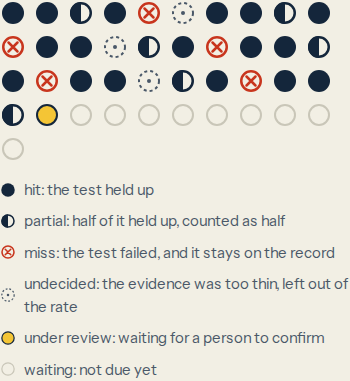 hit: the test held up
partial: half of it held up, counted as half
miss: the test failed, and it stays on the record
undecided: the evidence was too thin, left out of
the rate
under review: waiting for a person to confirm
waiting: not due yet